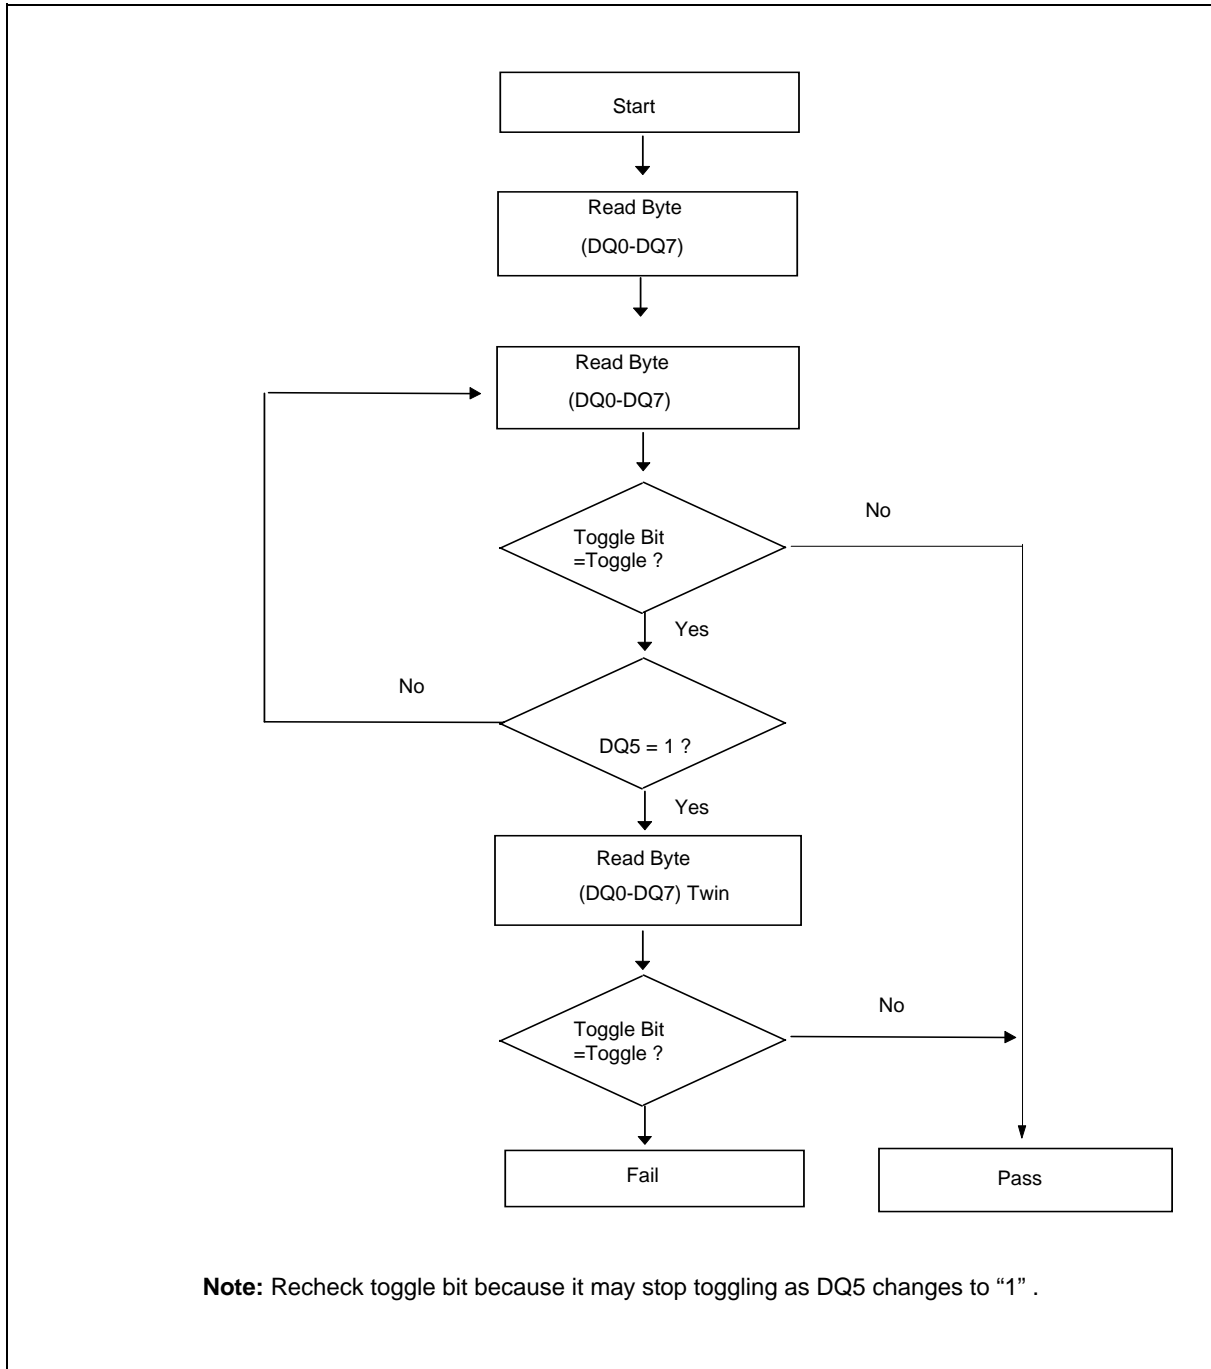 Start
Read Byte
(DQ0-DQ7)
Read Byte
(DQ0-DQ7)
No
Toggle Bit
=Toggle ?
Yes
No
DQ5 = 1 ?
Yes
Read Byte
(DQ0-DQ7) Twin
No
Toggle Bit
=Toggle ?
Fail
Pass
Note: Recheck toggle bit because it may stop toggling as DQ5 changes to “1” .